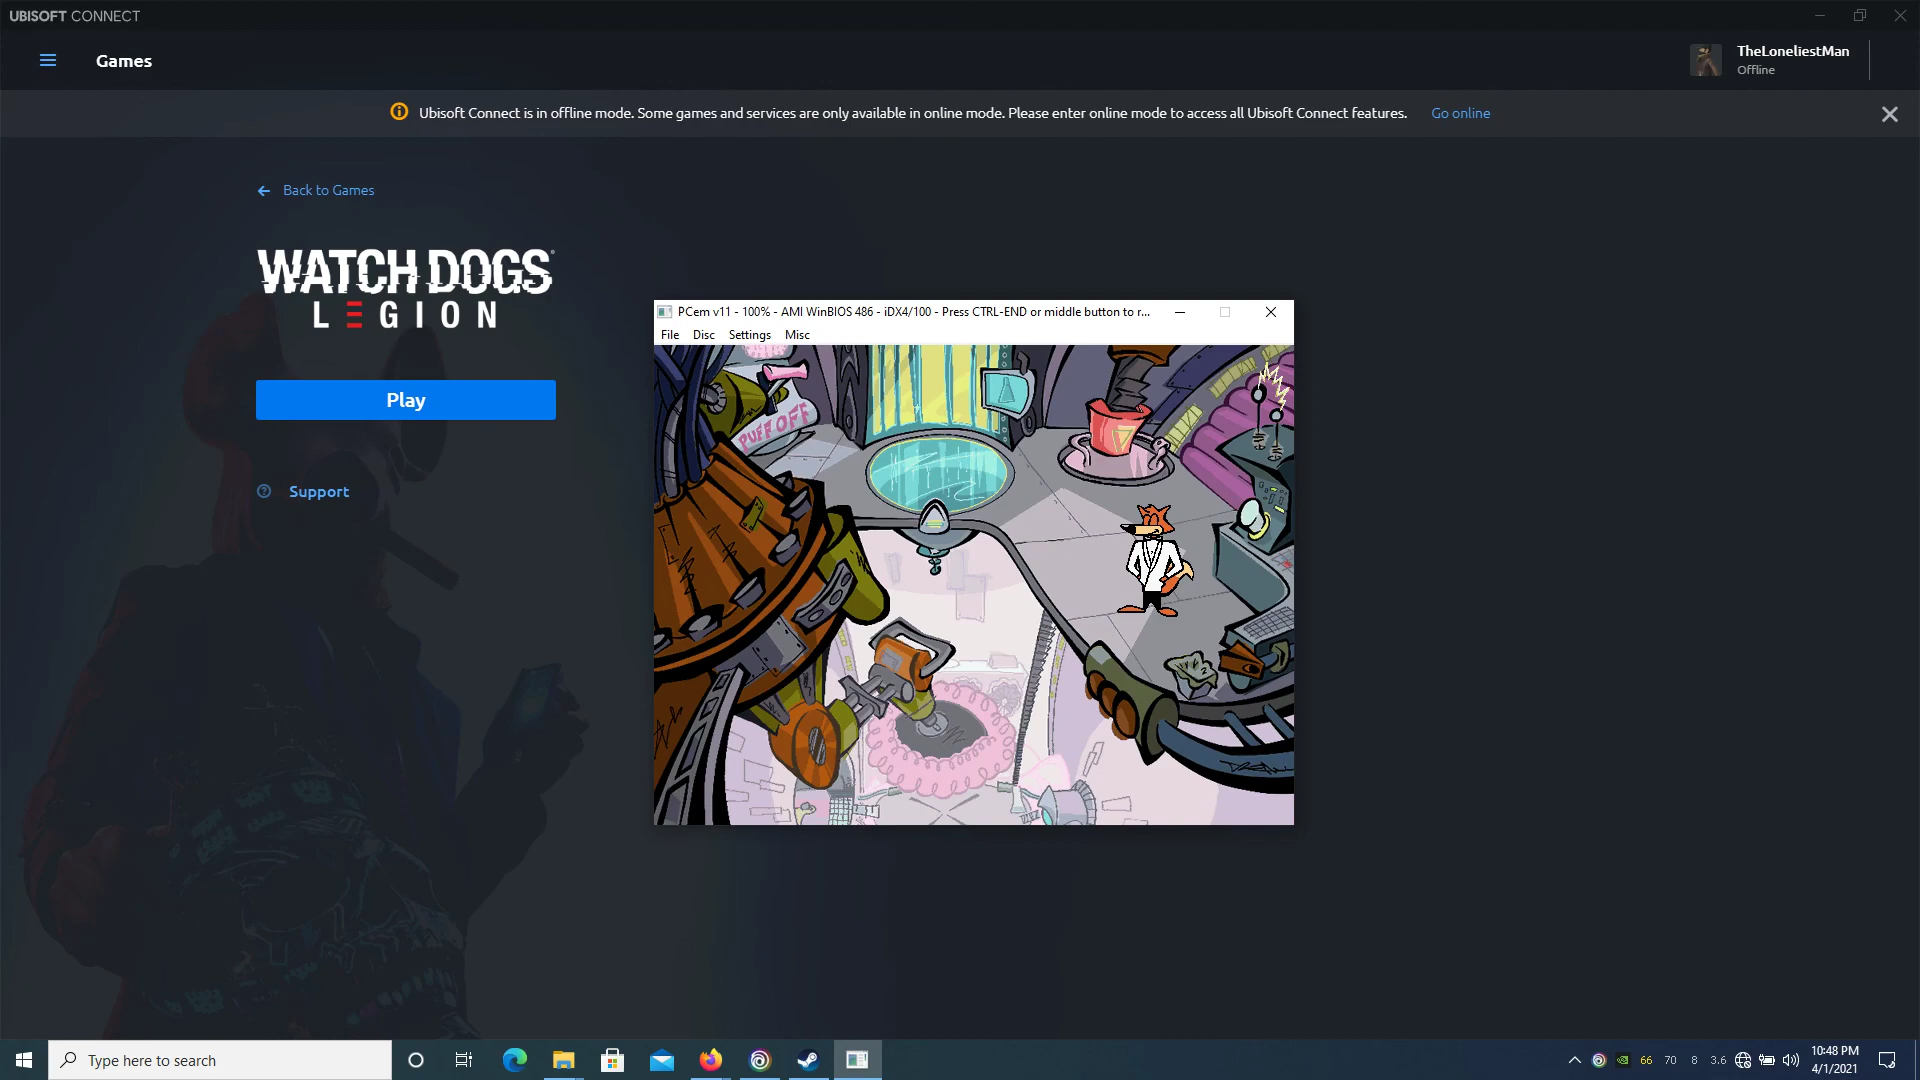 UBISOFT CONNECT
Games
TheLoneliestMan
Offline
Ubisoft Connect is in offline mode. Some games and services are only available in online mode. Please enter online mode to access all Ubisoft Connect features. Go online
Back to Games
WATCH DOGS
LEGION
Play
Support
PCem v11 - 100% - AMI WinBIOS 486 - iDX4/100 - Press CTRL-END or middle button to r...
File Disc Settings Misc
PUFF OFF
Type here to search
66 70 8 3.6
10:48 PM
4/1/2021